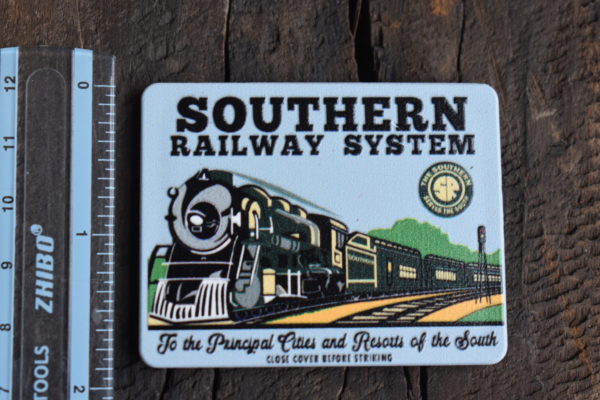 SOUTHERN
RAILWAY SYSTEM
THE SOUTHERN
SR
SERVES THE SOUTH
SOUTHERN
To the Principal Cities and Resorts of the South
CLOSE COVER BEFORE STRIKING
12
11
10
9
8
7
0
1
2
ZHIBO®
TOOLS